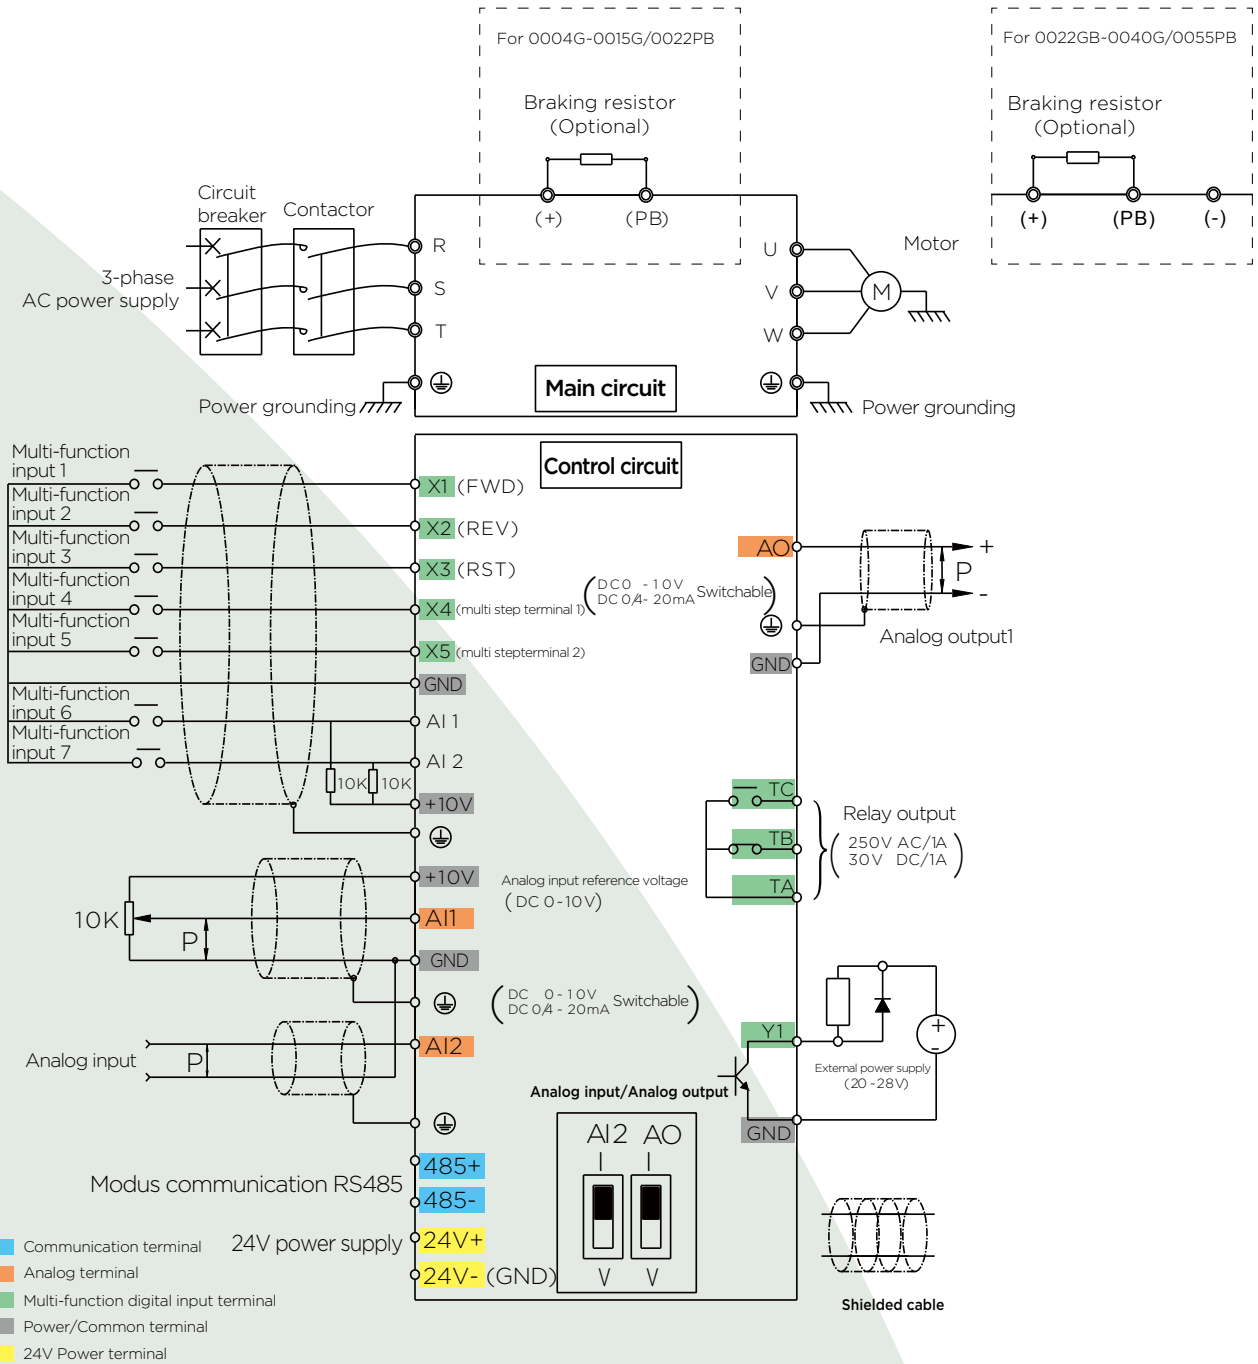 For 0004G~0015G/0022PB
Braking resistor
(Optional)
(+)
(PB)
For 0022GB~0040G/0055PB
Braking resistor
(Optional)
(+)
(PB)
(-)
Circuit
breaker
Contactor
3-phase
AC power supply
R
S
T
U
V
W
Motor
M
Main circuit
Power grounding
Power grounding
Control circuit
Multi-function
input 1
Multi-function
input 2
Multi-function
input 3
Multi-function
input 4
Multi-function
input 5
Multi-function
input 6
Multi-function
input 7
X1 (FWD)
X2 (REV)
X3 (RST)
X4 (multi step terminal 1)
X5 (multi stepterminal 2)
GND
AI 1
AI 2
10K
10K
+10V
AO
DC0 ~10V
DC 0/4~ 20mA
Switchable
GND
+
P
-
Analog output1
TC
TB
TA
Relay output
250V AC/1A
30V DC/1A
+10V
Analog input reference voltage
(DC 0~10V)
10K
P
AI1
GND
DC 0~10V
DC 0/4 ~ 20mA
Switchable
Analog input
P
AI2
Y1
GND
+
-
External power supply
(20~28V)
Analog input/Analog output
AI2 AO
I I
V V
Modus communication RS485
485+
485-
24V power supply
24V+
24V- (GND)
Shielded cable
Communication terminal
Analog terminal
Multi-function digital input terminal
Power/Common terminal
24V Power terminal